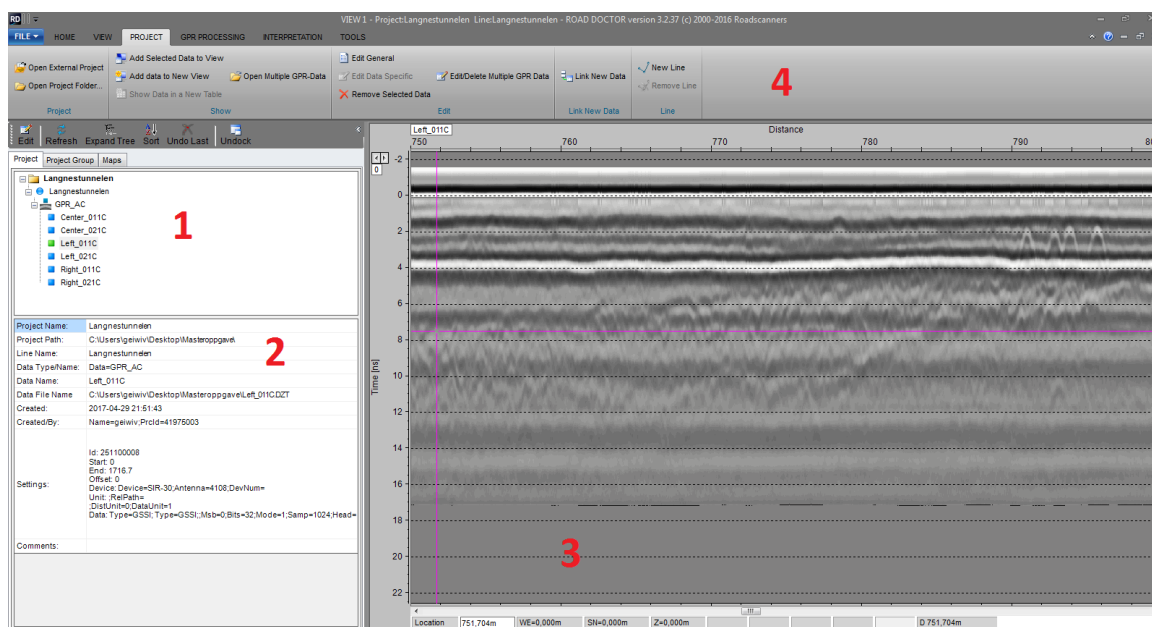 RD
VIEW 1 - Project:Langnestunnelen Line:Langnestunnelen - ROAD DOCTOR version 3.2.37 (c) 2000-2016 Roadscanners
FILE HOME VIEW PROJECT GPR PROCESSING INTERPRETATION TOOLS
Open External Project
Open Project Folder...
Project
Add Selected Data to View
Add data to New View
Show Data in a New Table
Open Multiple GPR-Data
Show
Edit General
Edit Data Specific
Remove Selected Data
Edit/Delete Multiple GPR Data
Edit
Link New Data
Link New Data
New Line
Remove Line
Line
4
Edit Refresh Expand Tree Sort Undo Last Undock
Project Project Group Maps
Langnestunnelen
Langnestunnelen
GPR_AC
Center_011C
Center_021C
Left_011C
Left_021C
Right_011C
Right_021C
1
Project Name: Langnestunnelen
Project Path: C:\Users\geiwiv\Desktop\Masteroppgave\
Line Name: Langnestunnelen
Data Type/Name: Data=GPR_AC
Data Name: Left_011C
Data File Name C:\Users\geiwiv\Desktop\Masteroppgave\Left_011C.DZT
Created: 2017-04-29 21:51:43
Created/By: Name=geiwiv;PrcId=41975003
Settings:
Id: 251100008
Start: 0
End: 1716.7
Offset: 0
Device: Device=SIR-30;Antenna=4108;DevNum=
Unit: ;RelPath=
;DistUnit=0;DataUnit=1
Data: Type=GSSI; Type=GSSI;;Msb=0;Bits=32;Mode=1;Samp=1024;Head=
Comments:
2
Left_011C
Distance
750 760 770 780 790 80
0
Time [ns]
-2
0
2
4
6
8
10
12
14
16
18
20
22
3
Location 751,704m WE=0,000m SN=0,000m Z=0,000m D 751,704m